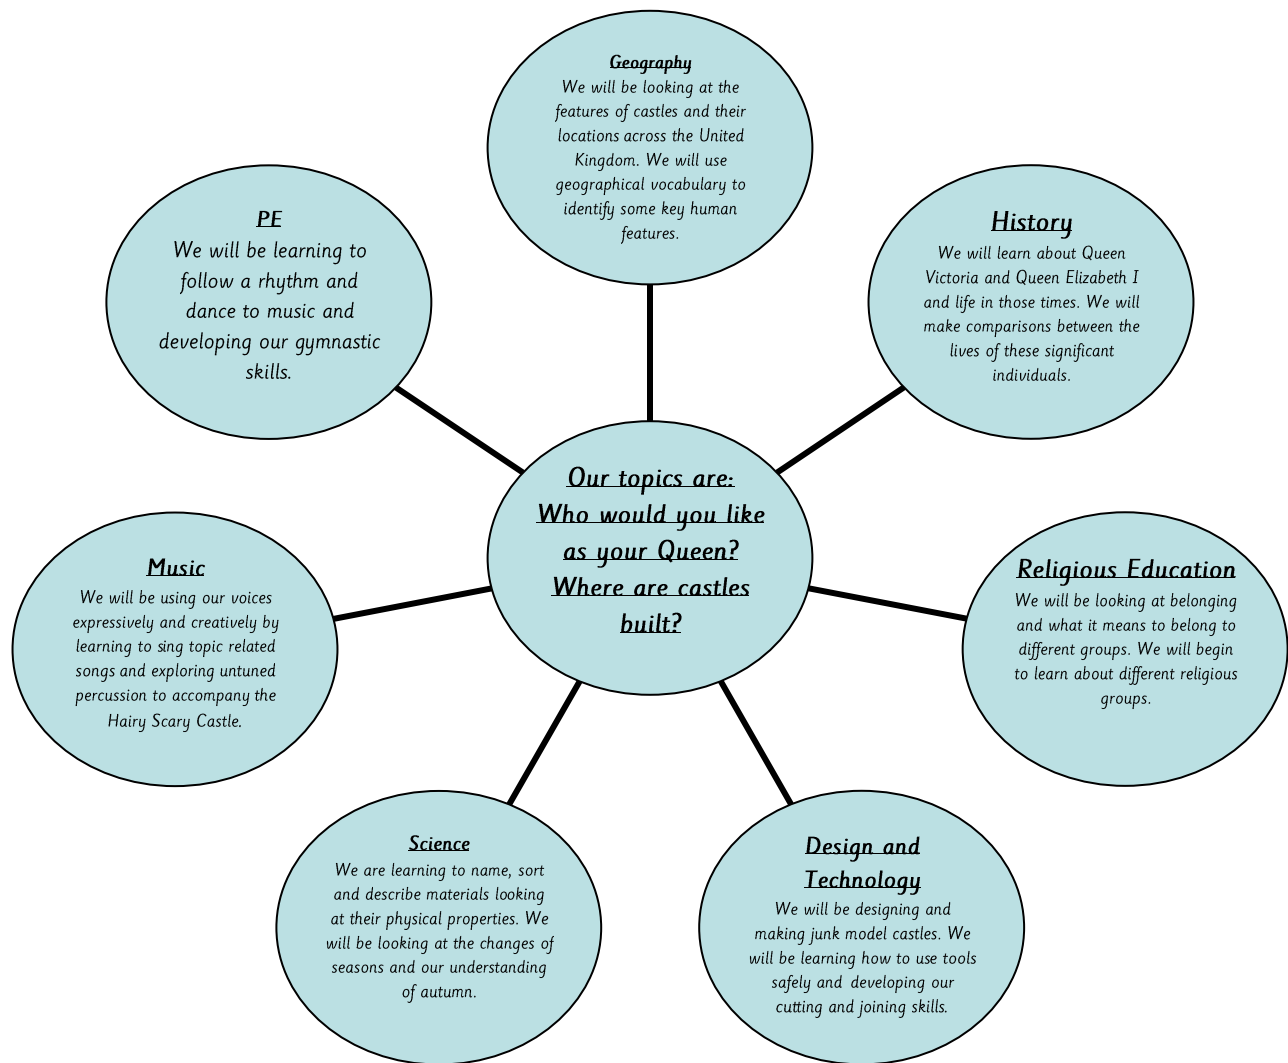 Geography
We will be looking at the
features of castles and their
locations across the United
Kingdom. We will use
geographical vocabulary to
identify some key human
features.
History
We will learn about Queen
Victoria and Queen Elizabeth I
and life in those times. We will
make comparisons between the
lives of these significant
individuals.
Religious Education
We will be looking at belonging
and what it means to belong to
different groups. We will begin
to learn about different religious
groups.
Design and
Technology
We will be designing and
making junk model castles. We
will be learning how to use tools
safely and developing our
cutting and joining skills.
Science
We are learning to name, sort
and describe materials looking
at their physical properties. We
will be looking at the changes of
seasons and our understanding
of autumn.
Music
We will be using our voices
expressively and creatively by
learning to sing topic related
songs and exploring untuned
percussion to accompany the
Hairy Scary Castle.
PE
We will be learning to
follow a rhythm and
dance to music and
developing our gymnastic
skills.
Our topics are:
Who would you like
as your Queen?
Where are castles
built?